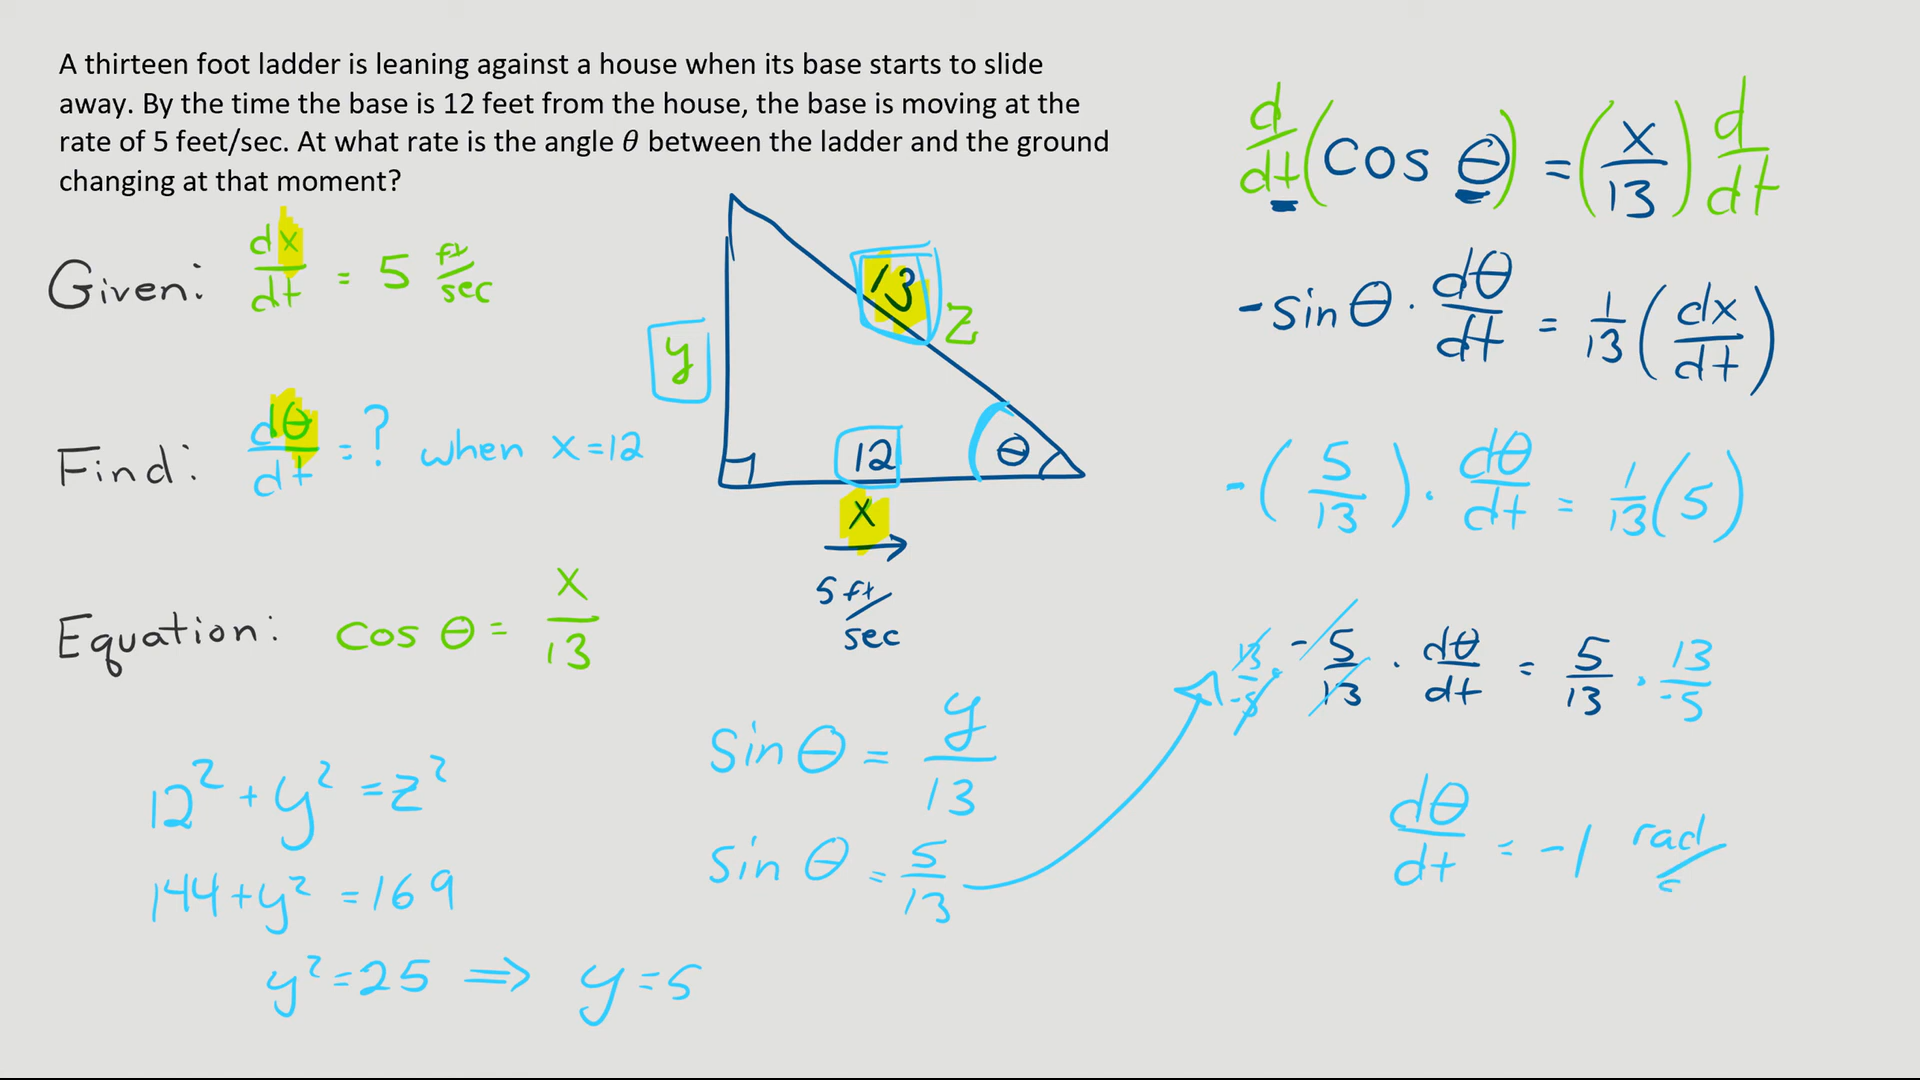 A thirteen foot ladder is leaning against a house when its base starts to slide
away. By the time the base is 12 feet from the house, the base is moving at the
rate of 5 feet/sec. At what rate is the angle θ between the ladder and the ground
changing at that moment?
Given: dx/dt = 5 ft/sec
Find: dθ/dt = ? when x=12
Equation: cos θ = x/13
12² + y² = z²
144 + y² = 169
y² = 25 ⟹ y = 5
y
13
z
12
θ
x
5 ft/sec
sin θ = y/13
sin θ = 5/13
d/dt (cos θ) = (x/13) d/dt
-sin θ · dθ/dt = 1/13 (dx/dt)
-(5/13) · dθ/dt = 1/13 (5)
13/-5 · -5/13 · dθ/dt = 5/13 · 13/-5
dθ/dt = -1 rad/s